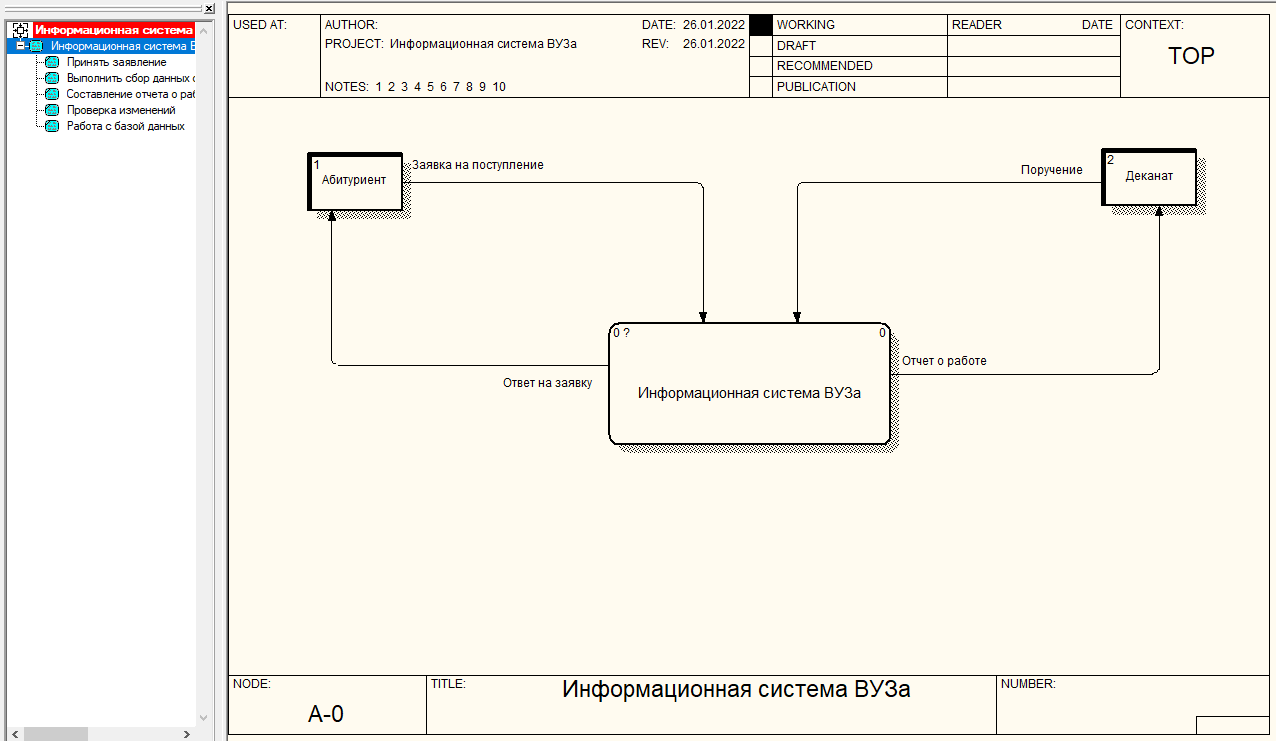 Информационная система
Информационная система В
Принять заявление
Выполнить сбор данных о
Составление отчета о раб
Проверка изменений
Работа с базой данных
USED AT:
AUTHOR:
DATE: 26.01.2022
PROJECT: Информационная система ВУЗа
REV: 26.01.2022
NOTES: 1 2 3 4 5 6 7 8 9 10
WORKING
DRAFT
RECOMMENDED
PUBLICATION
READER DATE
CONTEXT:
TOP
1
Абитуриент
Заявка на поступление
Поручение
2
Деканат
0 ?
0
Информационная система ВУЗа
Ответ на заявку
Отчет о работе
NODE:
A-0
TITLE:
Информационная система ВУЗа
NUMBER: